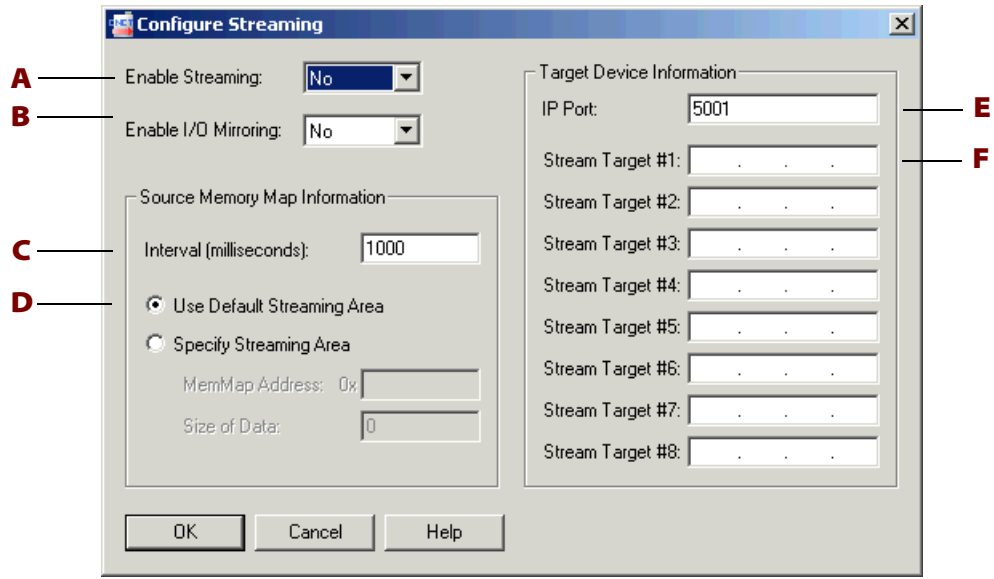 Configure Streaming
A
Enable Streaming: No
B
Enable I/O Mirroring: No
Source Memory Map Information
C
Interval (milliseconds): 1000
D
Use Default Streaming Area
Specify Streaming Area
MemMap Address: 0x
Size of Data: 0
Target Device Information
IP Port: 5001
E
Stream Target #1: . . .
F
Stream Target #2: . . .
Stream Target #3: . . .
Stream Target #4: . . .
Stream Target #5: . . .
Stream Target #6: . . .
Stream Target #7: . . .
Stream Target #8: . . .
OK Cancel Help